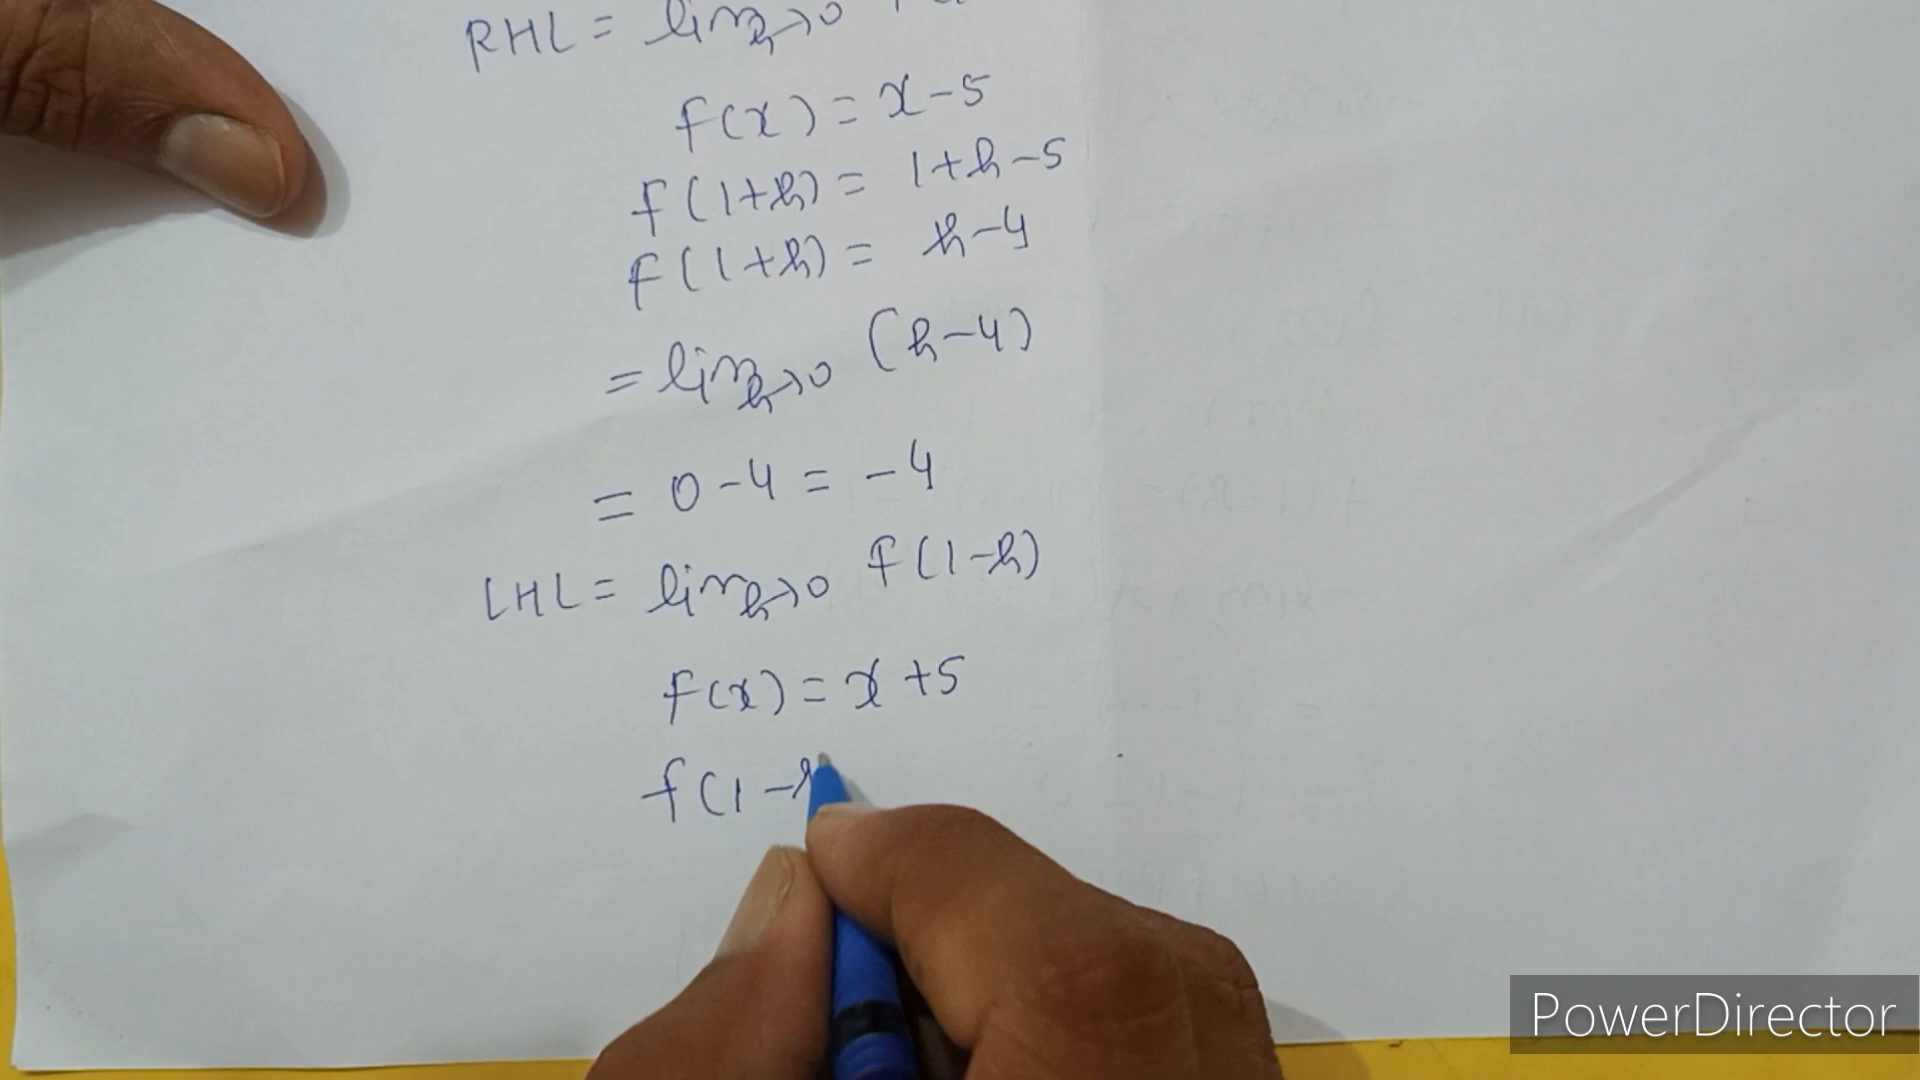 RHL = lim h→0
f(x) = x-5
f(1+h) = 1+h-5
f(1+h) = h-4
= lim h→0 (h-4)
= 0-4 = -4
LHL = lim h→0 f(1-h)
f(x) = x+5
f(1-h
PowerDirector